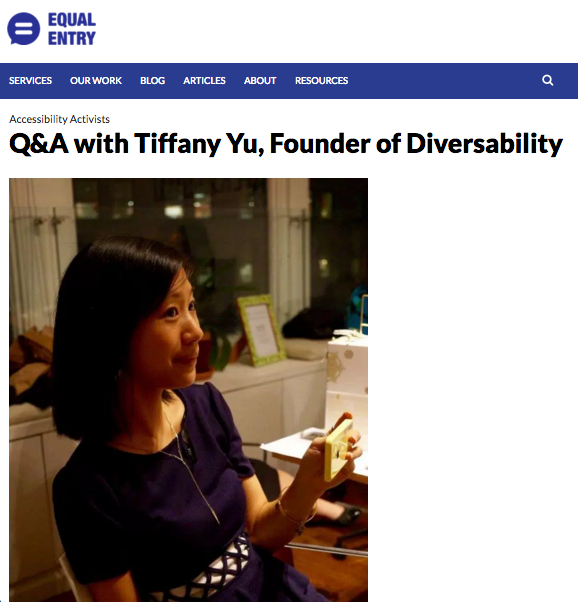 EQUAL
ENTRY
SERVICES OUR WORK BLOG ARTICLES ABOUT RESOURCES
Accessibility Activists
Q&A with Tiffany Yu, Founder of Diversability